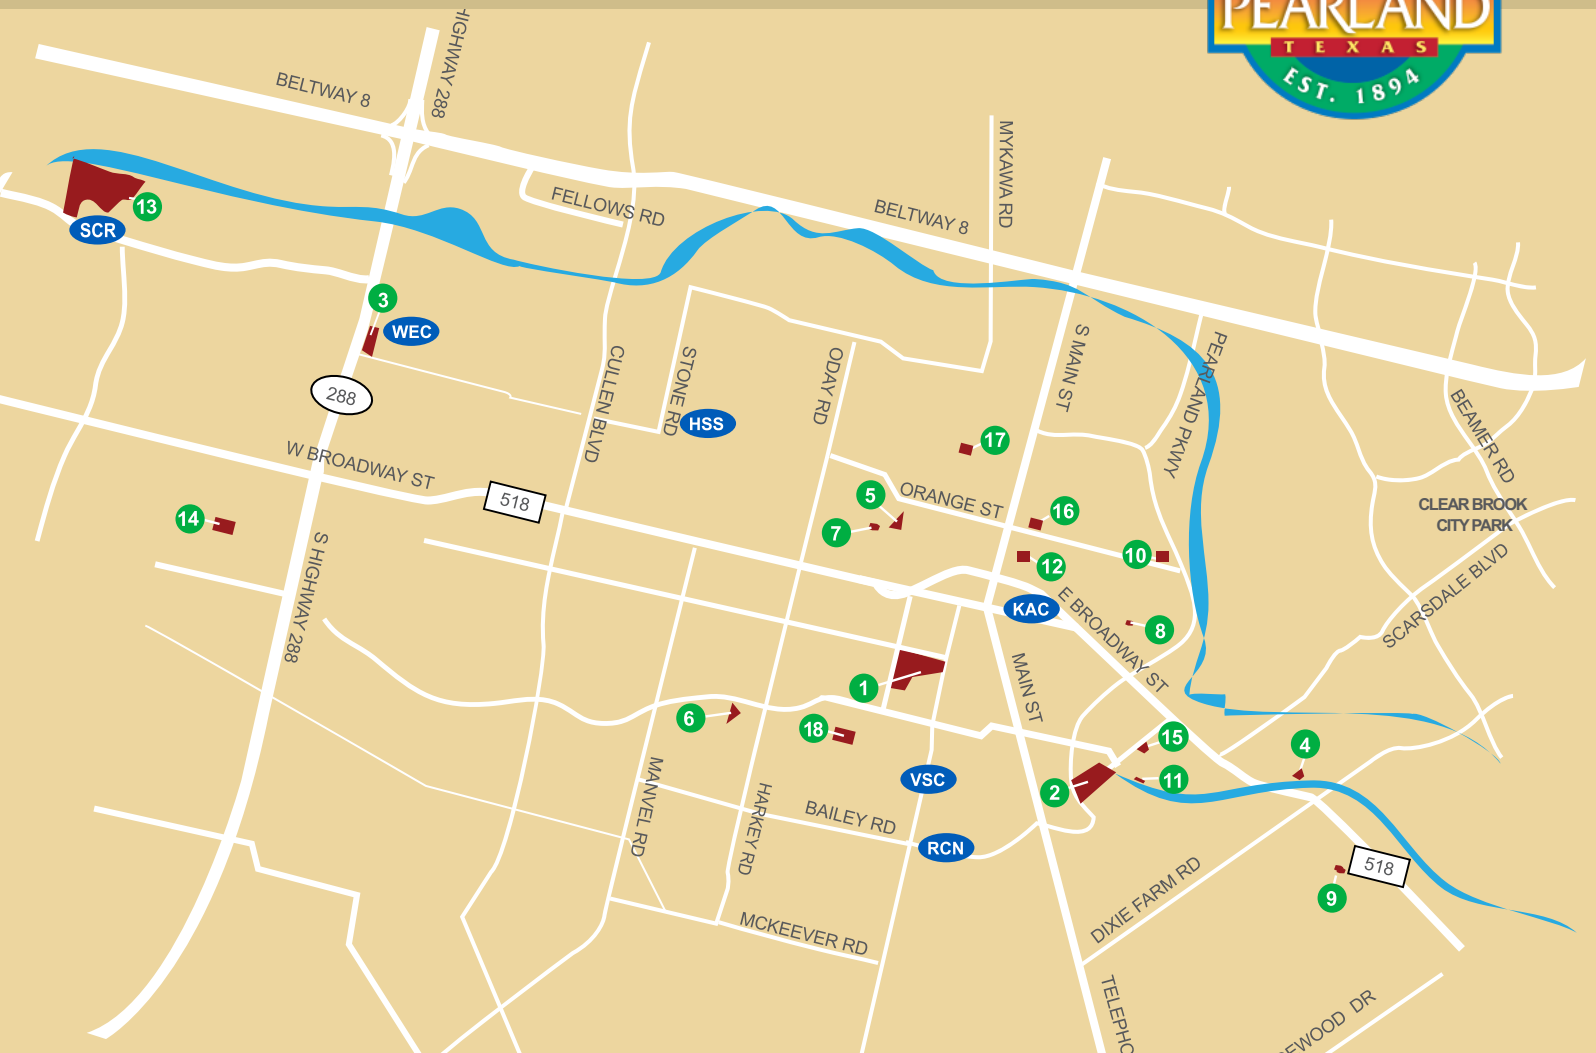 PEARLAND
TEXAS
EST. 1894
HIGHWAY 288
BELTWAY 8
MYKAWA RD
FELLOWS RD
BELTWAY 8
13
SCR
3
WEC
288
CULLEN BLVD
STONE RD
ODAY RD
S MAIN ST
PEARLAND PKWY
BEAMER RD
HSS
17
W BROADWAY ST
518
5
ORANGE ST
7
16
CLEAR BROOK
CITY PARK
14
12
10
SCARSDALE BLVD
S HIGHWAY 288
KAC
E BROADWAY ST
8
1
MAIN ST
6
18
15
4
VSC
2
11
MANVEL RD
HARKEY RD
BAILEY RD
RCN
518
9
DIXIE FARM RD
MCKEEVER RD